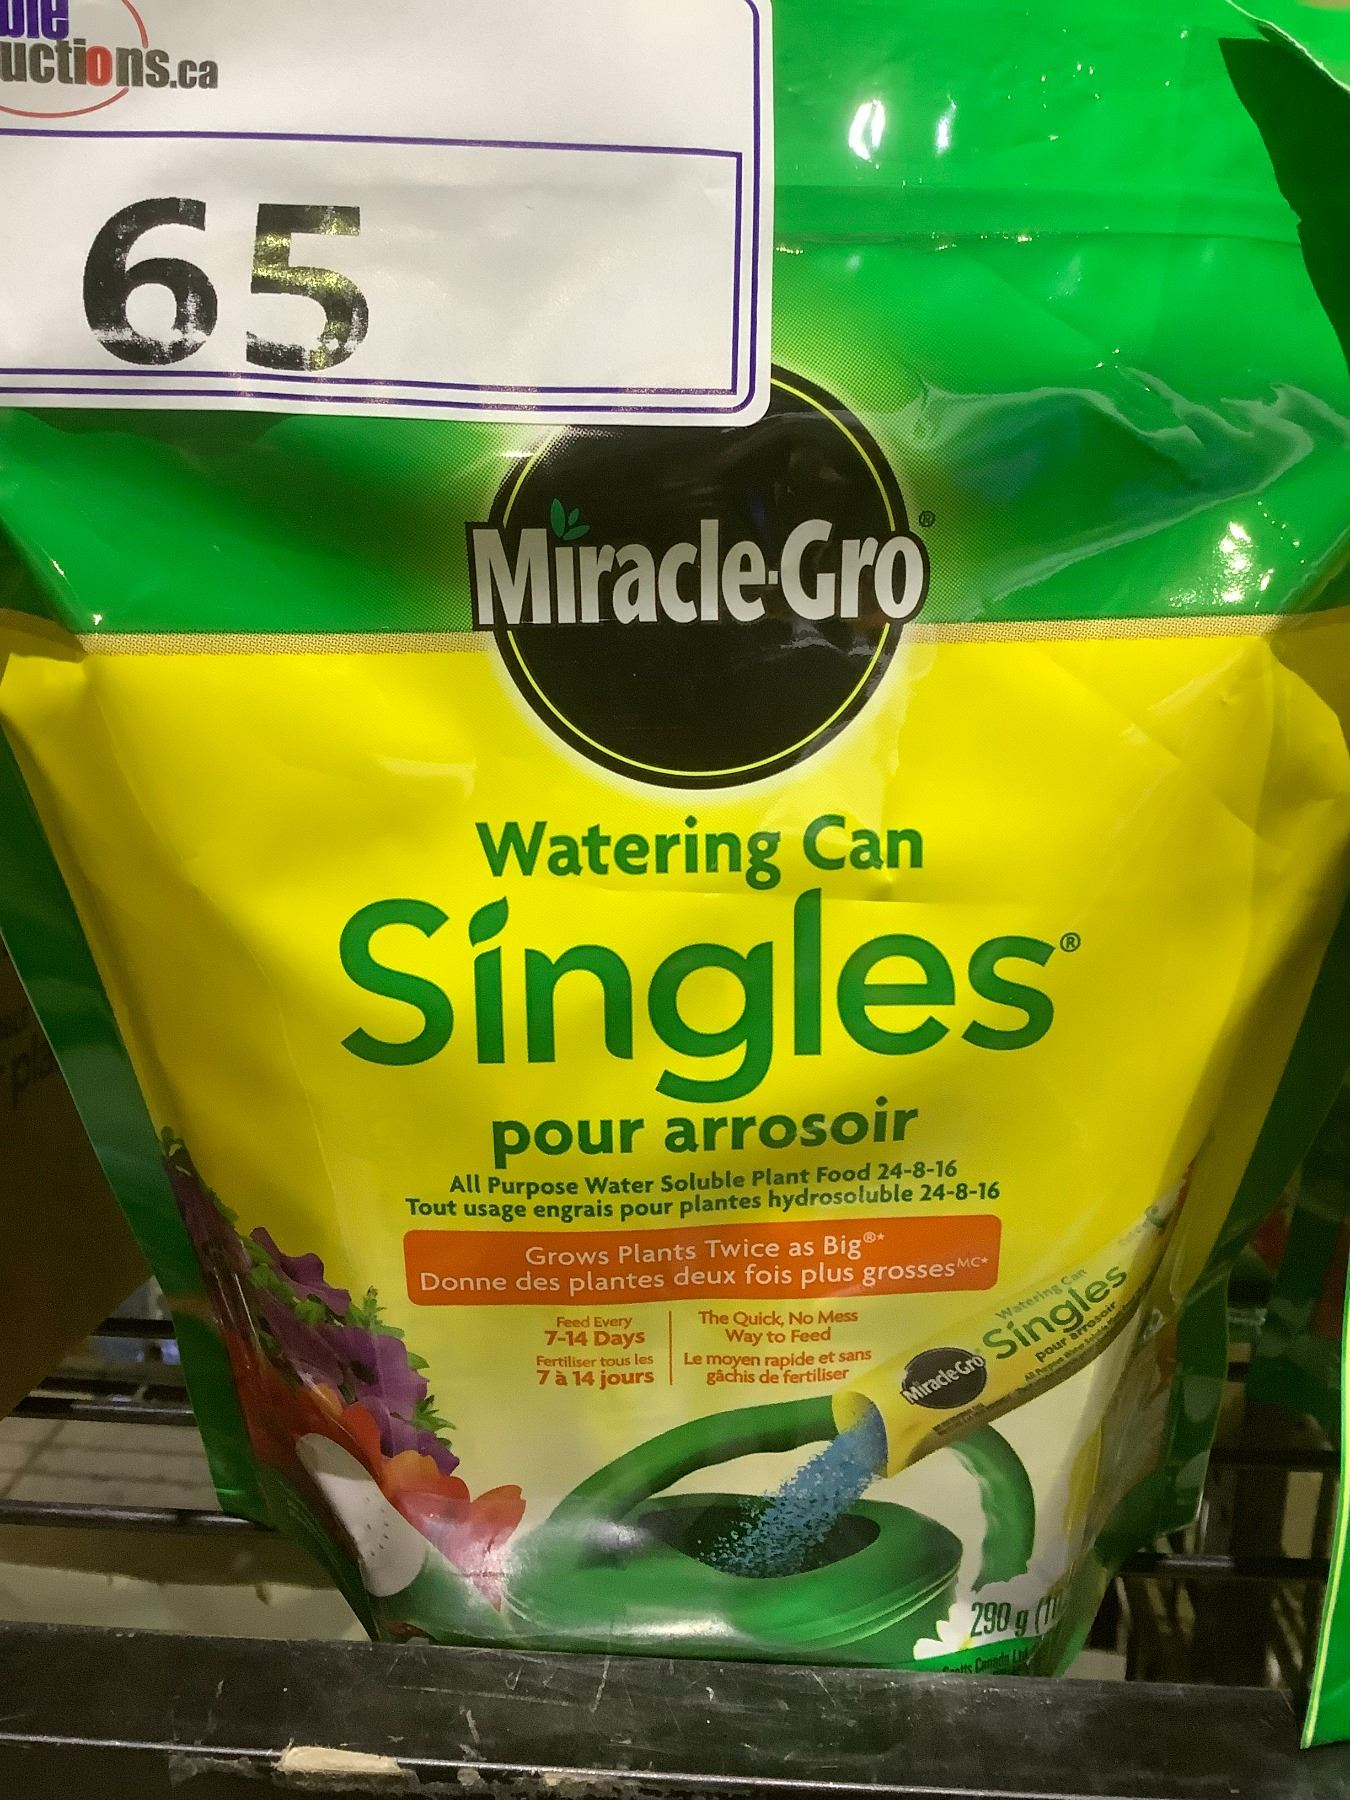 uctions.ca
65
Miracle-Gro®
Watering Can
Singles®
pour arrosoir
All Purpose Water Soluble Plant Food 24-8-16
Tout usage engrais pour plantes hydrosoluble 24-8-16
Grows Plants Twice as Big®*
Donne des plantes deux fois plus grosses MC*
Feed Every
7-14 Days
Fertiliser tous les
7 à 14 jours
The Quick, No Mess
Way to Feed
Le moyen rapide et sans
gâchis de fertiliser
Watering Can
Singles
pour arrosoir
Miracle-Gro
290 g
Canada